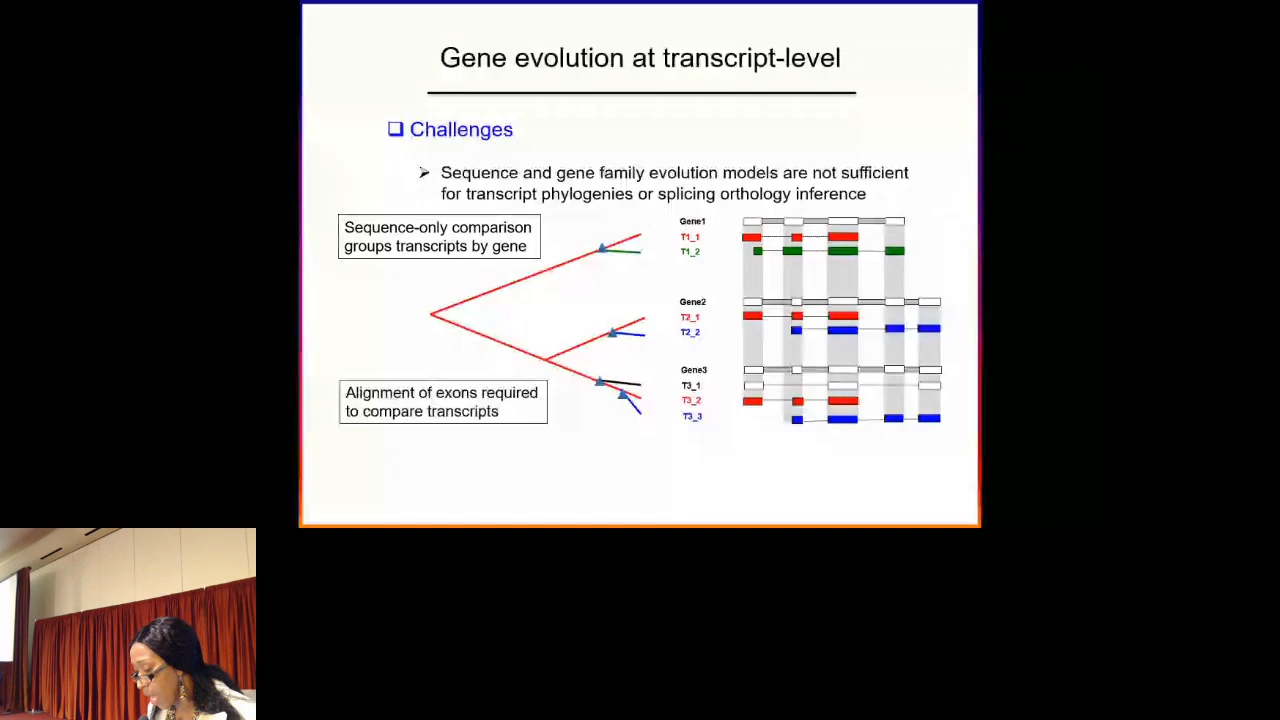 Gene evolution at transcript-level
Challenges
Sequence and gene family evolution models are not sufficient
for transcript phylogenies or splicing orthology inference
Sequence-only comparison
groups transcripts by gene
Gene1
T1_1
T1_2
Gene2
T2_1
T2_2
Alignment of exons required
to compare transcripts
Gene3
T3_1
T3_2
T3_3